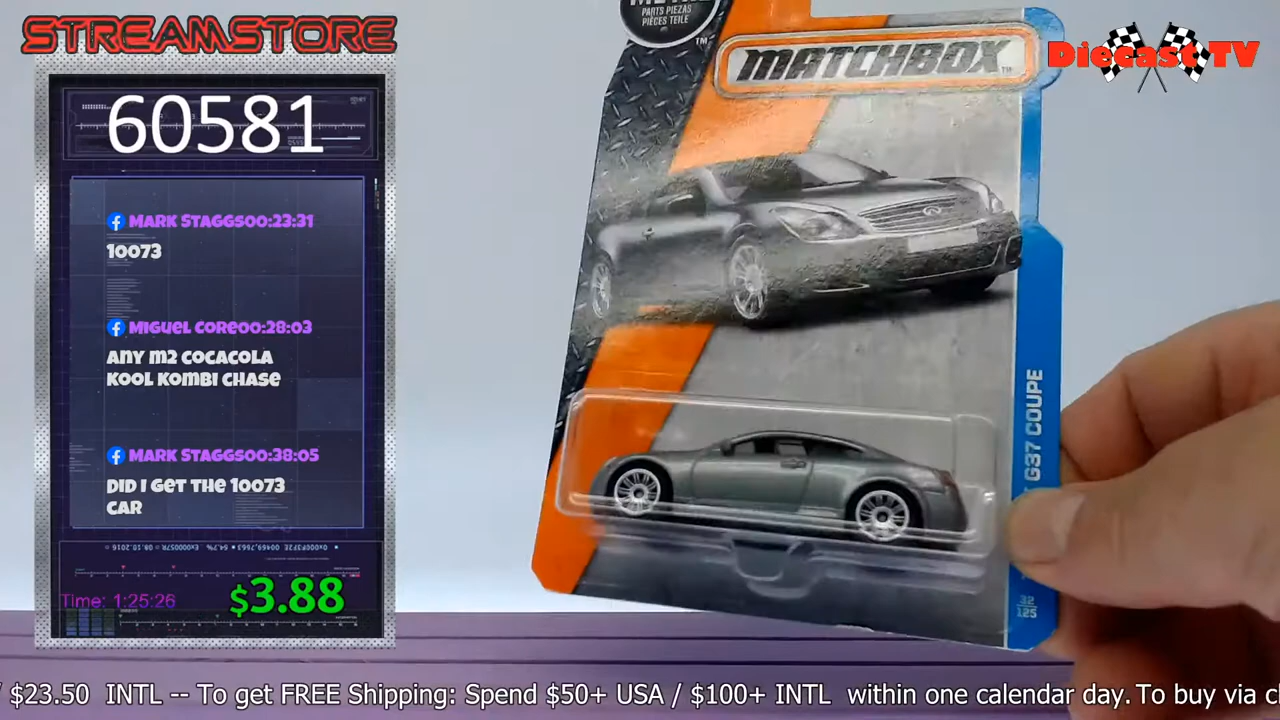 STREAMSTORE
60581
MARK STAGGS00:23:31
10073
MIGUEL CORE00:28:03
ANY M2 COCACOLA
KOOL KOMBI CHASE
MARK STAGGS00:38:05
DID I GET THE 10073
CAR
Time: 1:25:26
$3.88
PARTS PIEZAS
PIÈCES TEILE
TM
MATCHBOX
Diecast TV
G37 COUPE
125
$23.50 INTL -- To get FREE Shipping: Spend $50+ USA / $100+ INTL within one calendar day. To buy via